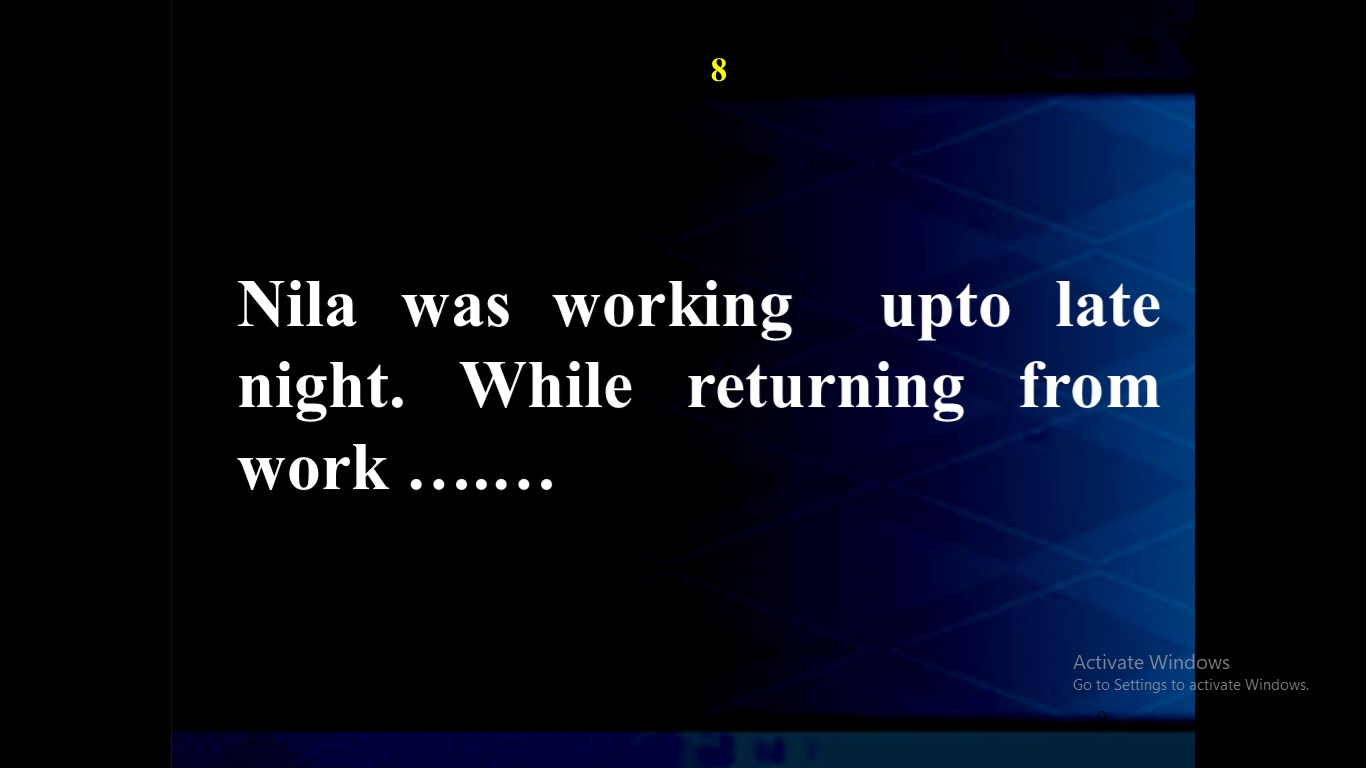 8
Nila was working upto late
night. While returning from
work …….
Activate Windows
Go to Settings to activate Windows.